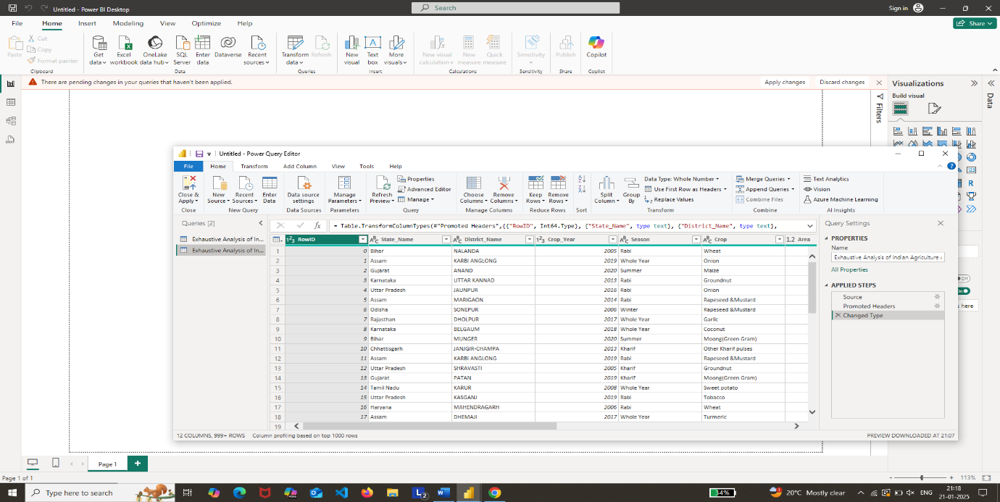 Untitled - Power BI Desktop
Search
Sign in
File Home Insert Modeling View Optimize Help
Share
Paste
Cut
Copy
Format painter
Clipboard
Get data
Excel workbook
OneLake data hub
SQL Server
Enter data
Dataverse
Recent sources
Data
Transform data
Refresh
Queries
New visual
Text box
More visuals
Insert
New visual calculation
New measure
Quick measure
Calculations
Sensitivity
Sensitivity
Publish
Share
Copilot
Copilot
There are pending changes in your queries that haven't been applied.
Apply changes
Discard changes
Visualizations
Build visual
Filters
Data
Untitled - Power Query Editor
File Home Transform Add Column View Tools Help
Close & Apply
Close
New Source
Recent Sources
Enter Data
New Query
Data source settings
Data Sources
Manage Parameters
Parameters
Refresh Preview
Properties
Advanced Editor
Manage
Query
Choose Columns
Remove Columns
Manage Columns
Keep Rows
Remove Rows
Reduce Rows
Sort
Split Column
Group By
Data Type: Whole Number
Use First Row as Headers
Replace Values
Transform
Merge Queries
Append Queries
Combine Files
Combine
Text Analytics
Vision
Azure Machine Learning
AI Insights
Queries [2]
Exhaustive Analysis of In...
Exhaustive Analysis of In...
= Table.TransformColumnTypes(#"Promoted Headers",{{"RowID", Int64.Type}, {"State_Name", type text}, {"District_Name", type text},
RowID State_Name District_Name Crop_Year Season Crop 1.2 Area
1 0 Bihar NALANDA 2005 Rabi Wheat
2 1 Assam KARBI ANGLONG 2019 Whole Year Onion
3 2 Gujarat ANAND 2020 Summer Maize
4 3 Karnataka UTTAR KANNAD 2013 Rabi Groundnut
5 4 Uttar Pradesh JAUNPUR 2016 Rabi Onion
6 5 Assam MARIGAON 2014 Rabi Rapeseed &Mustard
7 6 Odisha SONEPUR 2006 Winter Rapeseed &Mustard
8 7 Rajasthan DHOLPUR 2017 Whole Year Garlic
9 8 Karnataka BELGAUM 2018 Whole Year Coconut
10 9 Bihar MUNGER 2020 Summer Moong(Green Gram)
11 10 Chhattisgarh JANJGIR-CHAMPA 2013 Kharif Other Kharif pulses
12 11 Assam KARBI ANGLONG 2019 Rabi Rapeseed &Mustard
13 12 Uttar Pradesh SHRAVASTI 2005 Kharif Groundnut
14 13 Gujarat PATAN 2019 Kharif Moong(Green Gram)
15 14 Tamil Nadu KARUR 2008 Whole Year Sweet potato
16 15 Uttar Pradesh KASGANJ 2019 Rabi Tobacco
17 16 Haryana MAHENDRAGARH 2006 Rabi Wheat
18 17 Assam DHEMAJI 2017 Whole Year Turmeric
19
Query Settings
PROPERTIES
Name
Exhaustive Analysis of Indian Agriculture
All Properties
APPLIED STEPS
Source
Promoted Headers
Changed Type
12 COLUMNS, 999+ ROWS Column profiling based on top 1000 rows
PREVIEW DOWNLOADED AT 21:07
Off
On
s here
Page 1
Page 1 of 1
113%
Type here to search
34%
20°C Mostly clear
ENG
21:18
21-01-2025